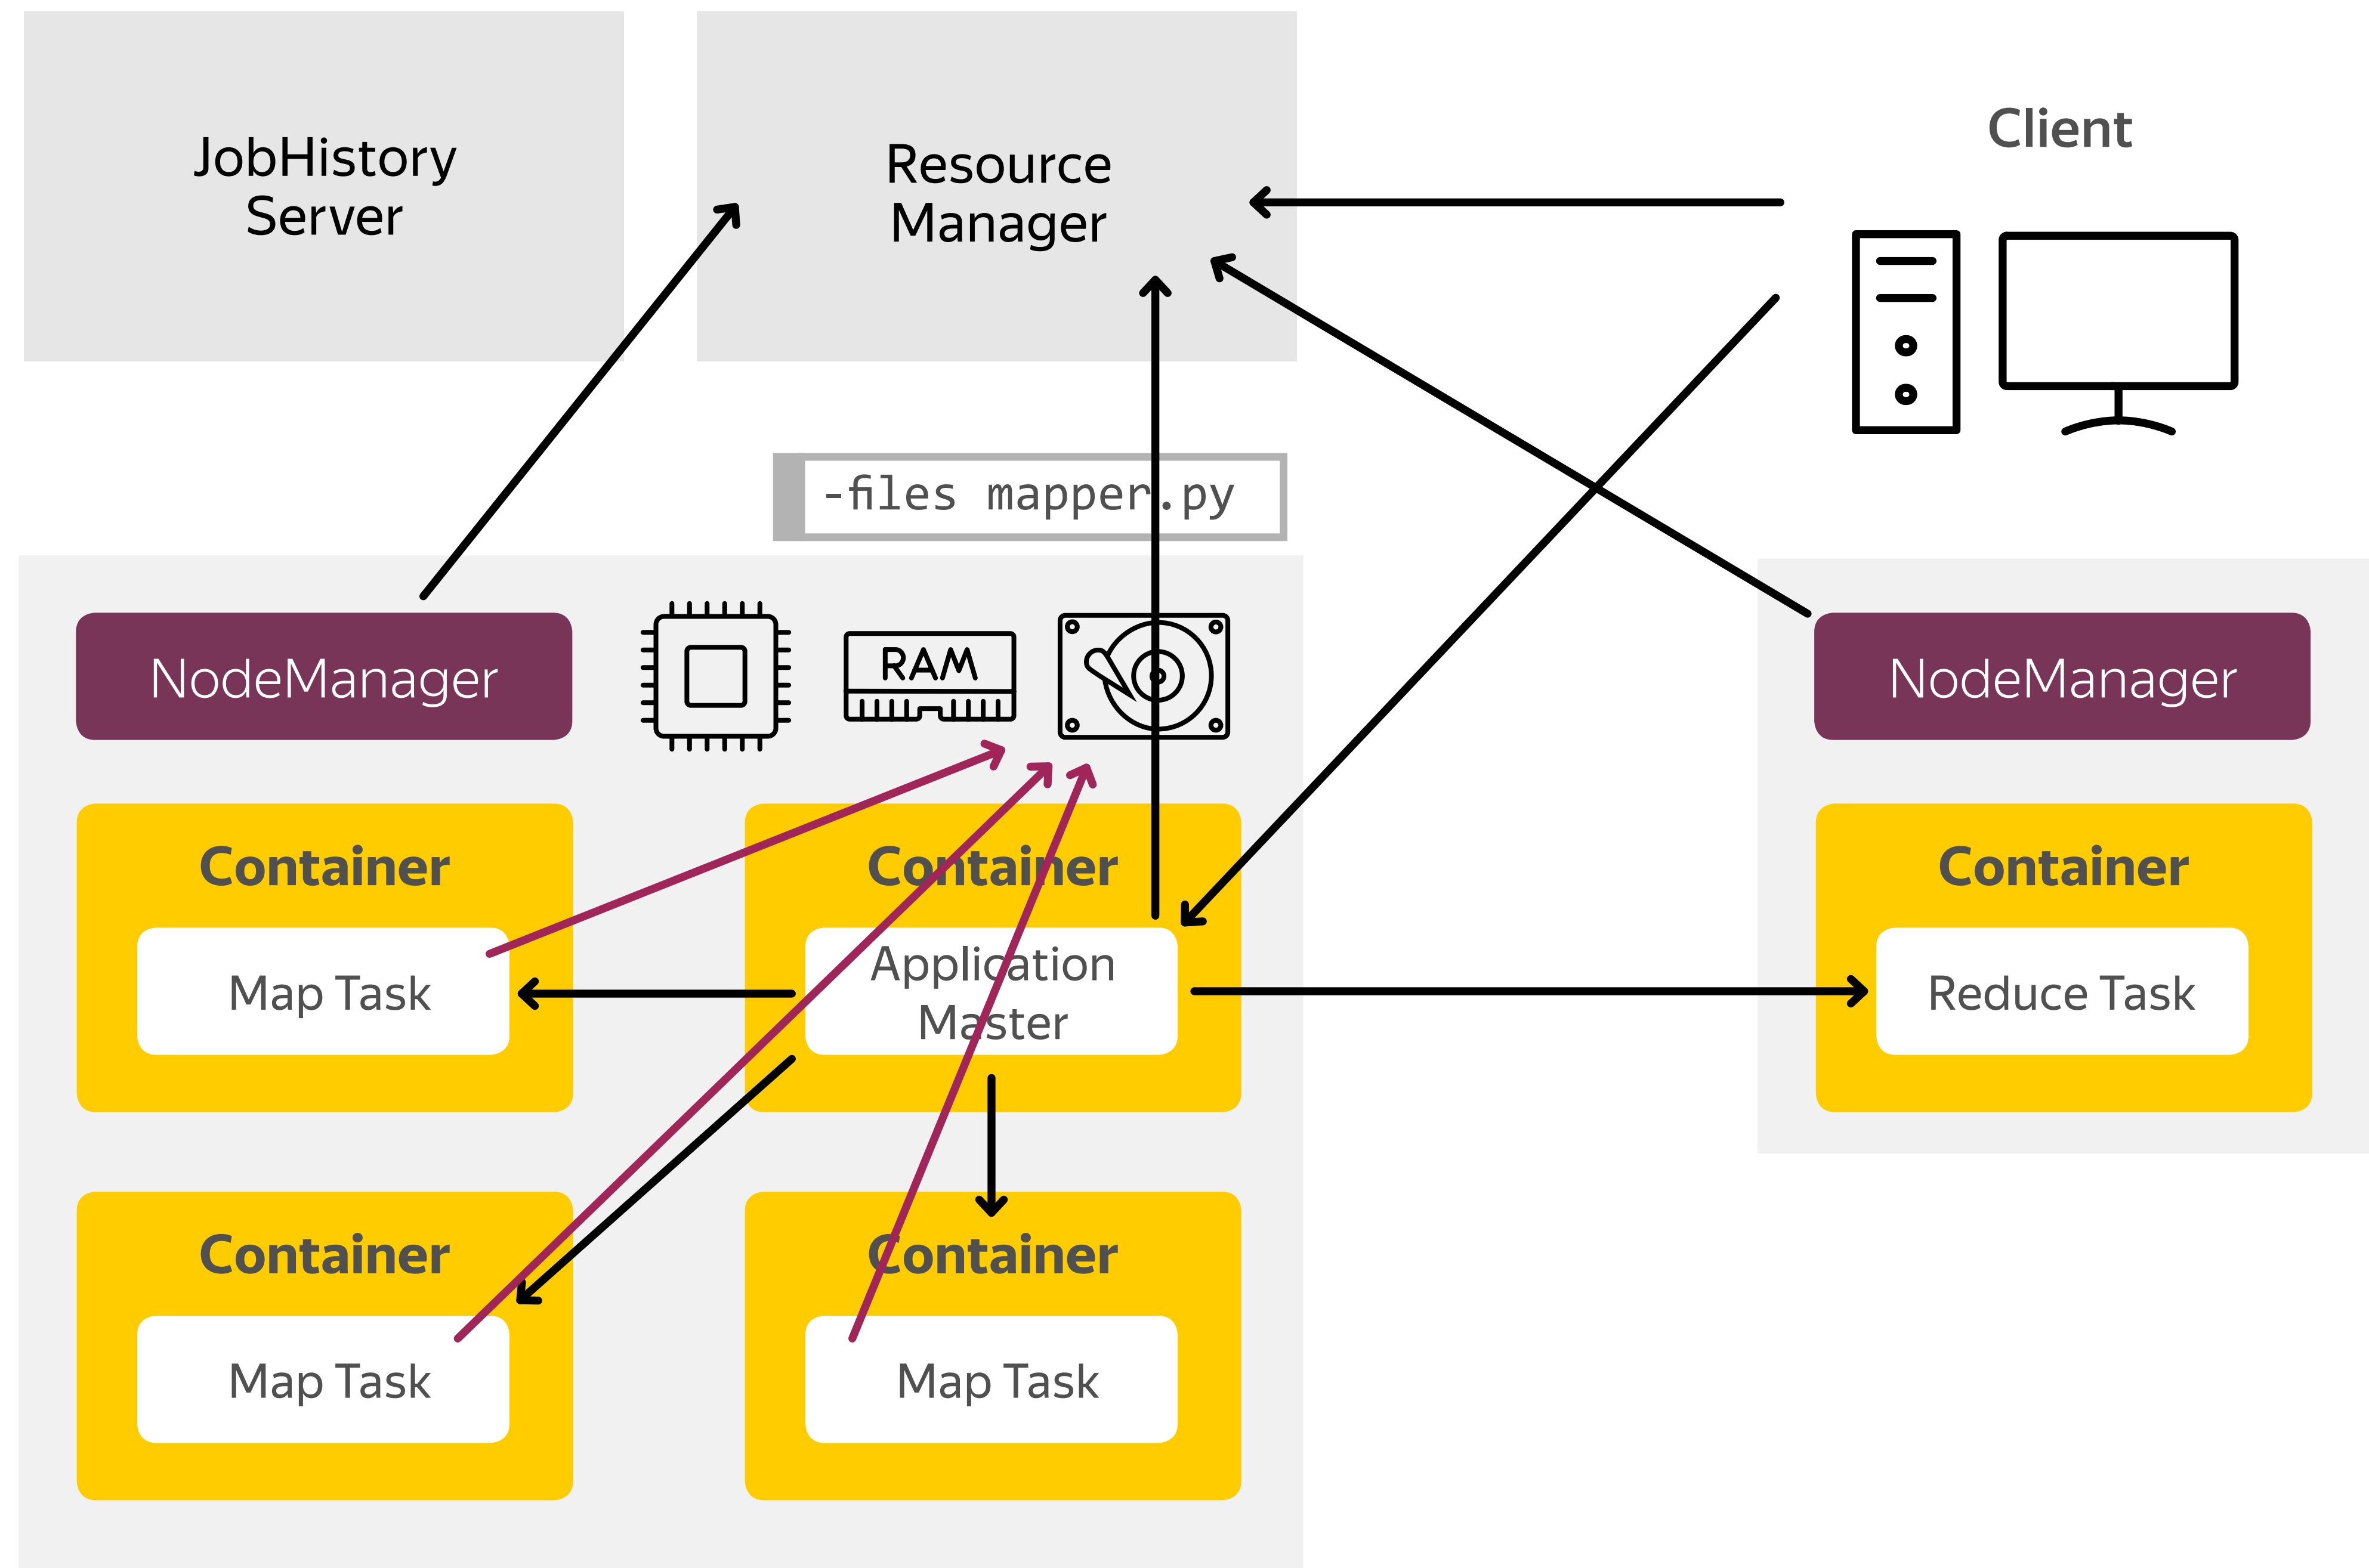 JobHistory
Server
Resource
Manager
Client
-files mapper.py
NodeManager
RAM
NodeManager
Container
Map Task
Container
Application
Master
Container
Reduce Task
Container
Map Task
Container
Map Task